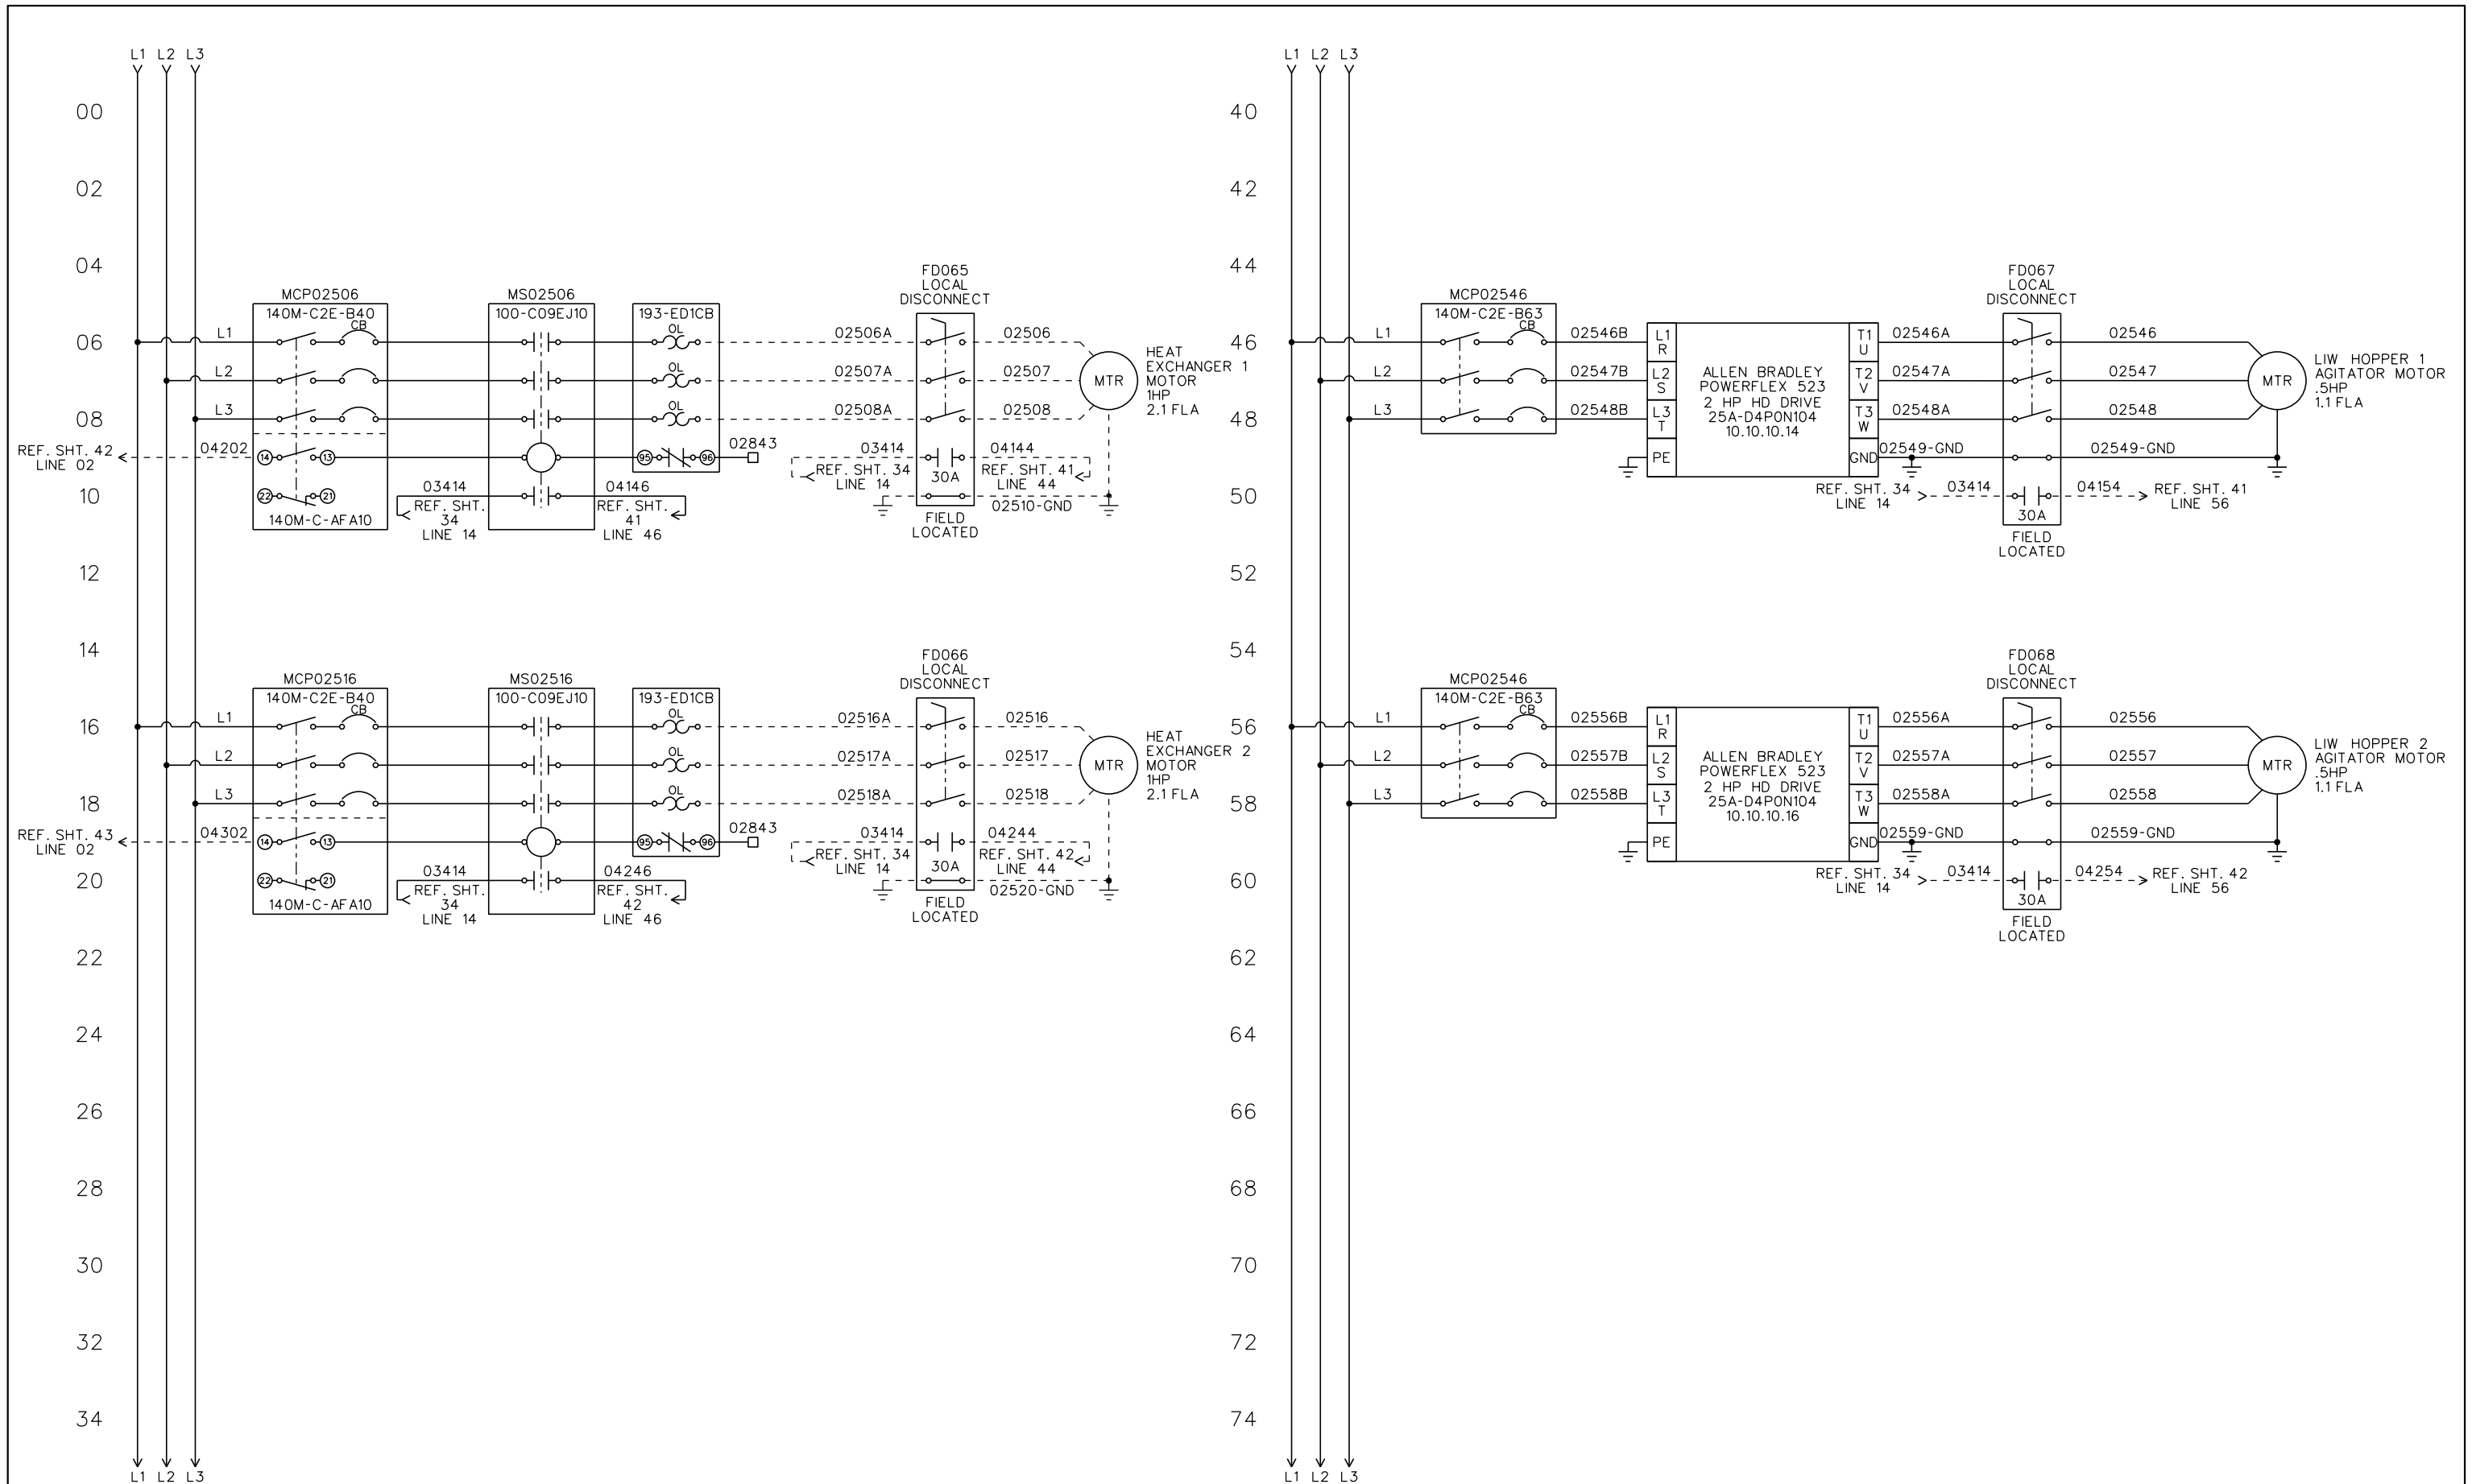 L1 L2 L3
00
02
04
06
08
10
12
14
16
18
20
22
24
26
28
30
32
34
MCP02506
140M-C2E-B40
CB
L1
L2
L3
REF. SHT. 42
LINE 02
04202
14
13
22
21
140M-C-AFA10
MS02506
100-C09EJ10
03414
REF. SHT.
34
LINE 14
04146
REF. SHT.
41
LINE 46
193-ED1CB
OL
OL
OL
95
96
02843
FD065
LOCAL
DISCONNECT
02506A
02506
02507A
02507
02508A
02508
03414
REF. SHT. 34
LINE 14
30A
04144
REF. SHT. 41
LINE 44
02510-GND
FIELD
LOCATED
MTR
HEAT
EXCHANGER 1
MOTOR
1HP
2.1 FLA
MCP02516
140M-C2E-B40
CB
L1
L2
L3
REF. SHT. 43
LINE 02
04302
14
13
22
21
140M-C-AFA10
MS02516
100-C09EJ10
03414
REF. SHT.
34
LINE 14
04246
REF. SHT.
42
LINE 46
193-ED1CB
OL
OL
OL
95
96
02843
FD066
LOCAL
DISCONNECT
02516A
02516
02517A
02517
02518A
02518
03414
REF. SHT. 34
LINE 14
30A
04244
REF. SHT. 42
LINE 44
02520-GND
FIELD
LOCATED
MTR
HEAT
EXCHANGER 2
MOTOR
1HP
2.1 FLA
L1 L2 L3
L1 L2 L3
40
42
44
46
48
50
52
54
56
58
60
62
64
66
68
70
72
74
MCP02546
140M-C2E-B63
CB
L1
L2
L3
02546B
02547B
02548B
L1
R
L2
S
L3
T
PE
ALLEN BRADLEY
POWERFLEX 523
2 HP HD DRIVE
25A-D4P0N104
10.10.10.14
T1
U
T2
V
T3
W
GND
02546A
02547A
02548A
02549-GND
FD067
LOCAL
DISCONNECT
02546
02547
02548
02549-GND
REF. SHT. 34
LINE 14
03414
30A
04154
REF. SHT. 41
LINE 56
FIELD
LOCATED
MTR
LIW HOPPER 1
AGITATOR MOTOR
.5HP
1.1 FLA
MCP02546
140M-C2E-B63
CB
L1
L2
L3
02556B
02557B
02558B
L1
R
L2
S
L3
T
PE
ALLEN BRADLEY
POWERFLEX 523
2 HP HD DRIVE
25A-D4P0N104
10.10.10.16
T1
U
T2
V
T3
W
GND
02556A
02557A
02558A
02559-GND
FD068
LOCAL
DISCONNECT
02556
02557
02558
02559-GND
REF. SHT. 34
LINE 14
03414
30A
04254
REF. SHT. 42
LINE 56
FIELD
LOCATED
MTR
LIW HOPPER 2
AGITATOR MOTOR
.5HP
1.1 FLA
L1 L2 L3